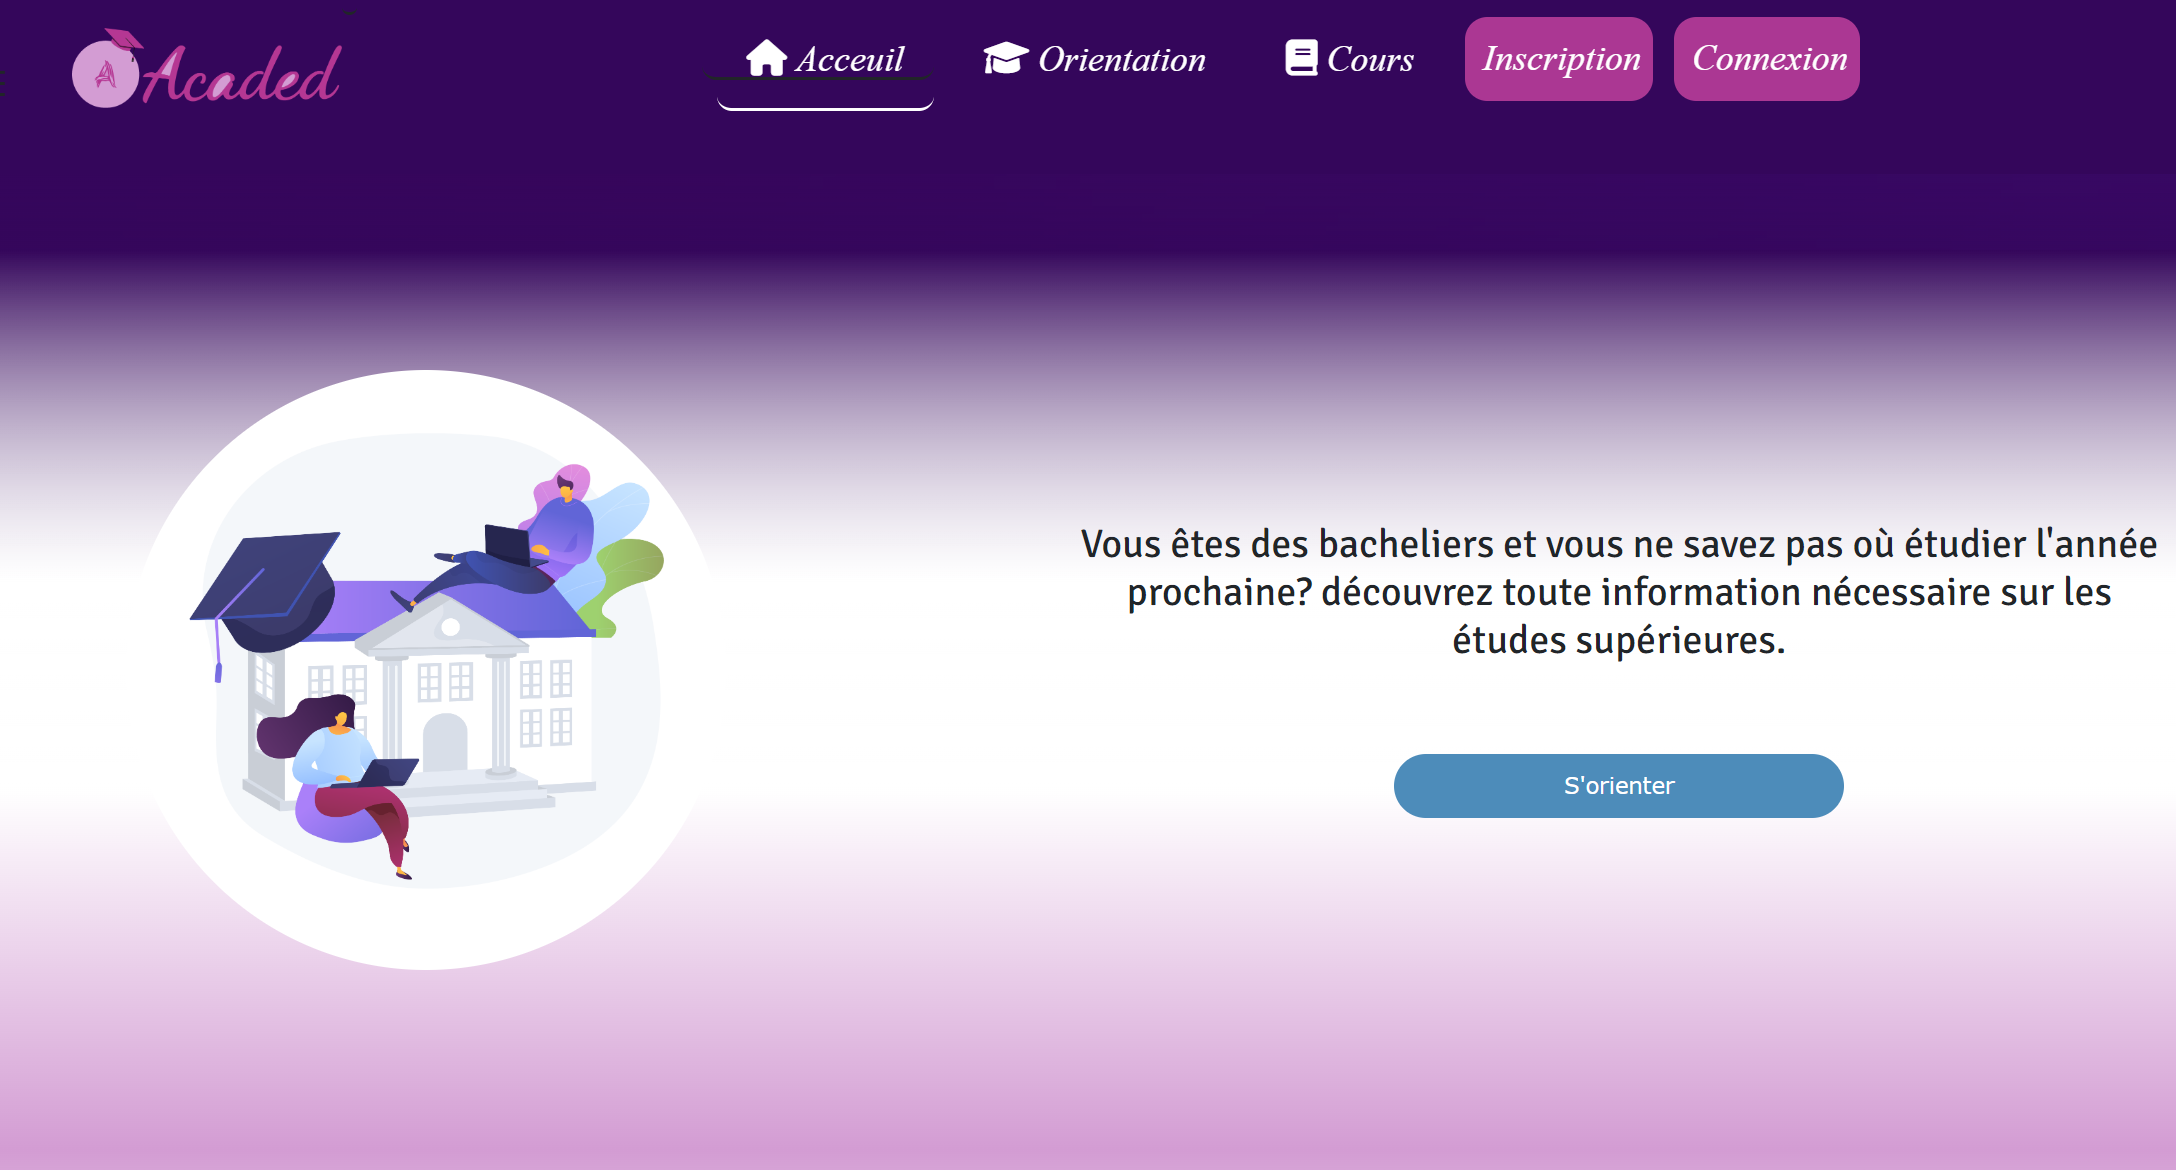 A Acaded
Acceuil
Orientation
Cours
Inscription
Connexion
Vous êtes des bacheliers et vous ne savez pas où étudier l'année
prochaine? découvrez toute information nécessaire sur les
études supérieures.
S'orienter